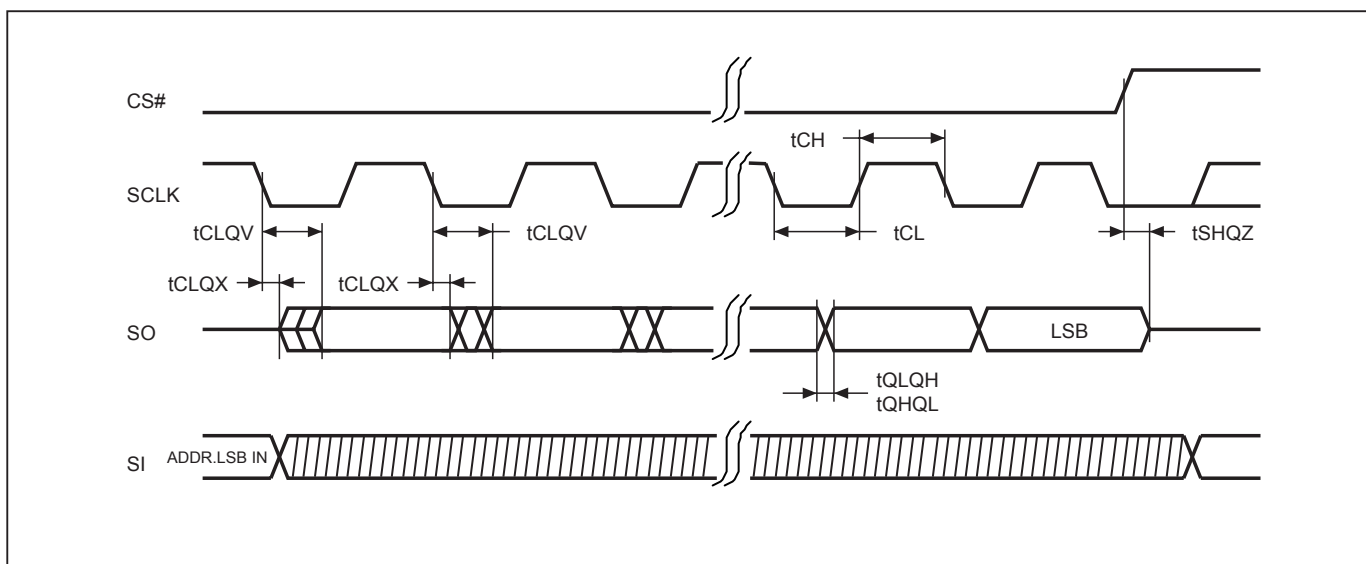 CS#
tCH
SCLK
tCLQV
tCLQV
tCL
tSHQZ
tCLQX
tCLQX
SO
LSB
tQLQH
tQHQL
SI
ADDR.LSB IN